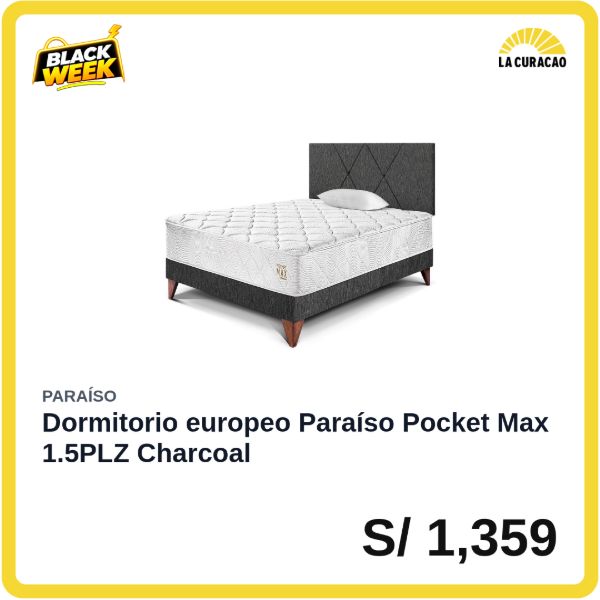 BLACK
WEEK
LA CURACAO
PARAÍSO
Dormitorio europeo Paraíso Pocket Max
1.5PLZ Charcoal
S/ 1,359